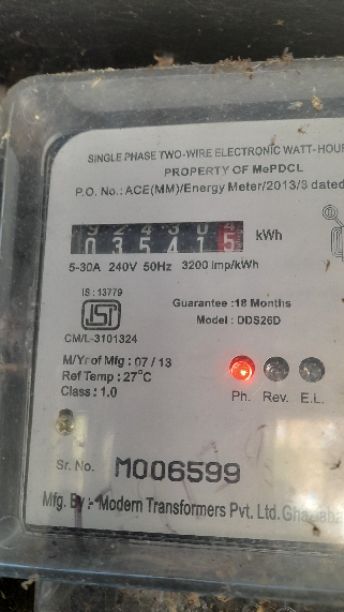 SINGLE PHASE TWO-WIRE ELECTRONIC WATT-HOUR
PROPERTY OF MePDCL
P.O. No.: ACE(MM)/Energy Meter/2013/3 dated
035415 kWh
5-30A 240V 50Hz 3200 Imp/kWh
IS : 13779
ISI
CM/L-3101324
Guarantee :18 Months
Model : DDS26D
M/Yr of Mfg : 07 / 13
Ref Temp : 27°C
Class : 1.0
Ph. Rev. E.L.
Sr. No. M006599
Mfg. By :- Modern Transformers Pvt. Ltd. Ghaziaba